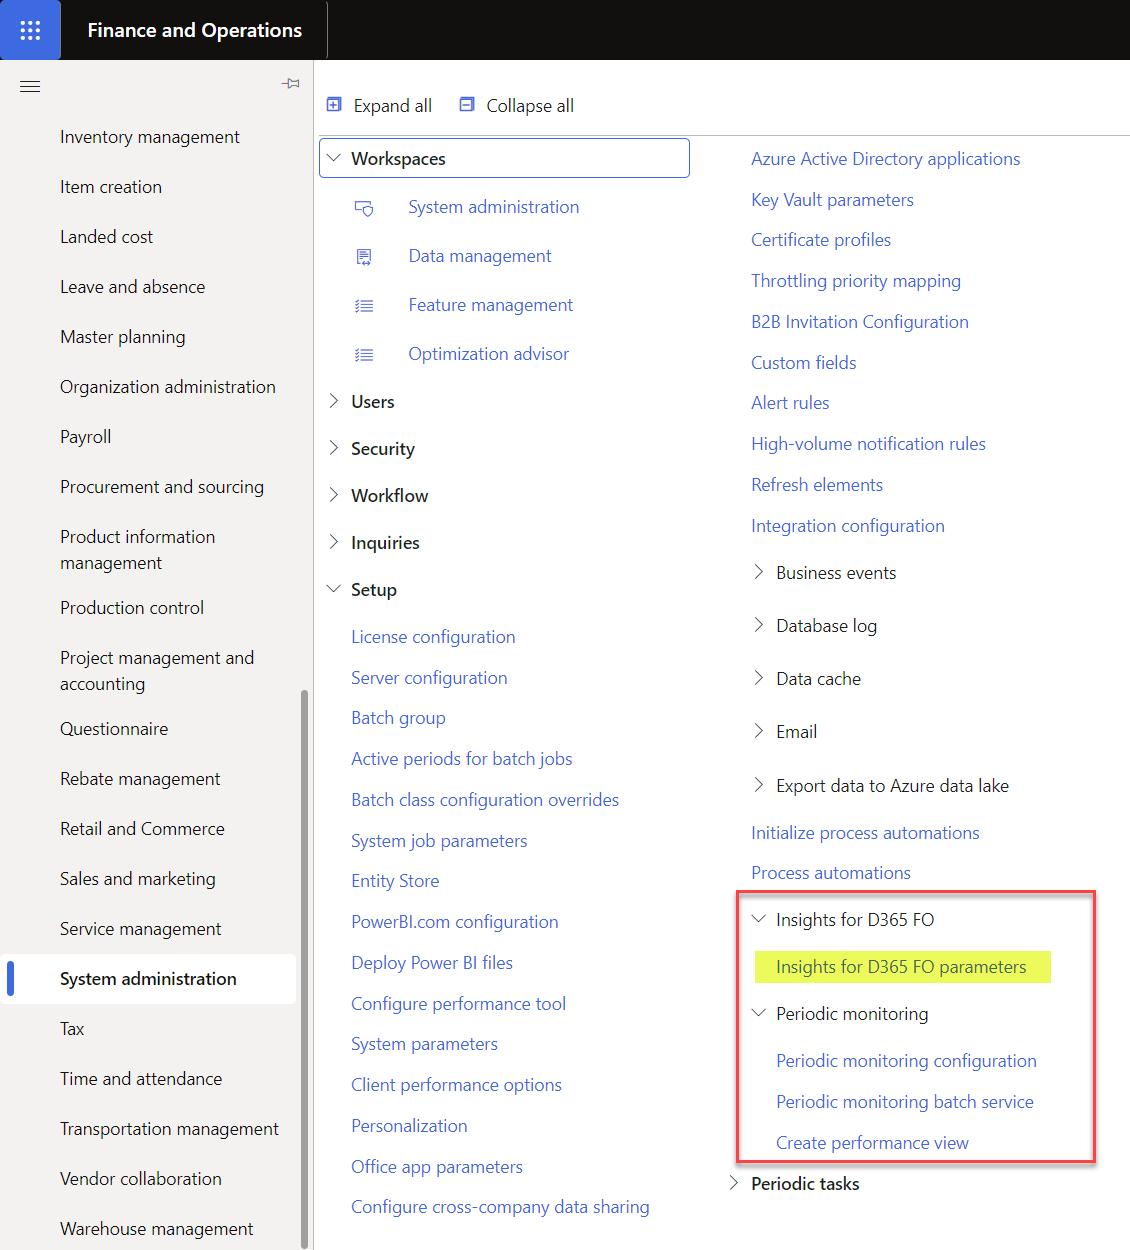 Finance and Operations
Inventory management
Item creation
Landed cost
Leave and absence
Master planning
Organization administration
Payroll
Procurement and sourcing
Product information
management
Production control
Project management and
accounting
Questionnaire
Rebate management
Retail and Commerce
Sales and marketing
Service management
System administration
Tax
Time and attendance
Transportation management
Vendor collaboration
Warehouse management
Expand all
Collapse all
Workspaces
System administration
Data management
Feature management
Optimization advisor
Users
Security
Workflow
Inquiries
Setup
License configuration
Server configuration
Batch group
Active periods for batch jobs
Batch class configuration overrides
System job parameters
Entity Store
PowerBI.com configuration
Deploy Power BI files
Configure performance tool
System parameters
Client performance options
Personalization
Office app parameters
Configure cross-company data sharing
Azure Active Directory applications
Key Vault parameters
Certificate profiles
Throttling priority mapping
B2B Invitation Configuration
Custom fields
Alert rules
High-volume notification rules
Refresh elements
Integration configuration
Business events
Database log
Data cache
Email
Export data to Azure data lake
Initialize process automations
Process automations
Insights for D365 FO
Insights for D365 FO parameters
Periodic monitoring
Periodic monitoring configuration
Periodic monitoring batch service
Create performance view
Periodic tasks